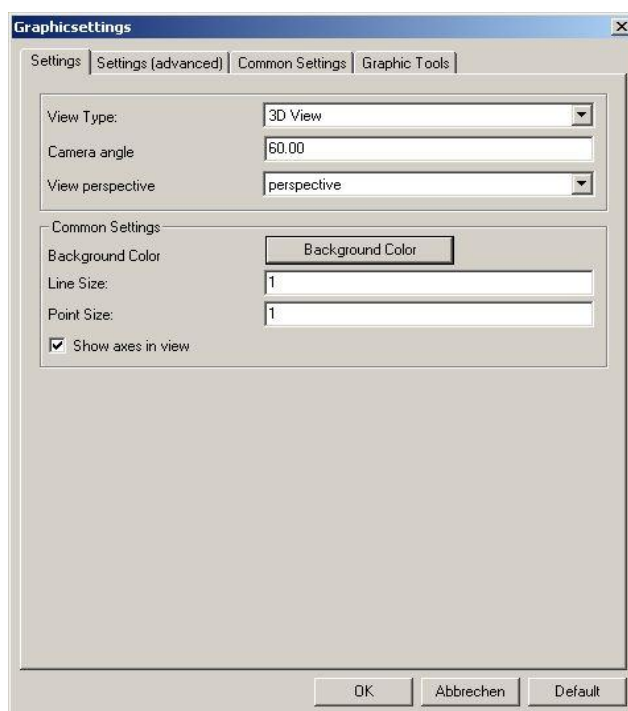 Graphicsettings
Settings Settings (advanced) Common Settings Graphic Tools
View Type: 3D View
Camera angle 60.00
View perspective perspective
Common Settings
Background Color Background Color
Line Size: 1
Point Size: 1
Show axes in view
OK Abbrechen Default